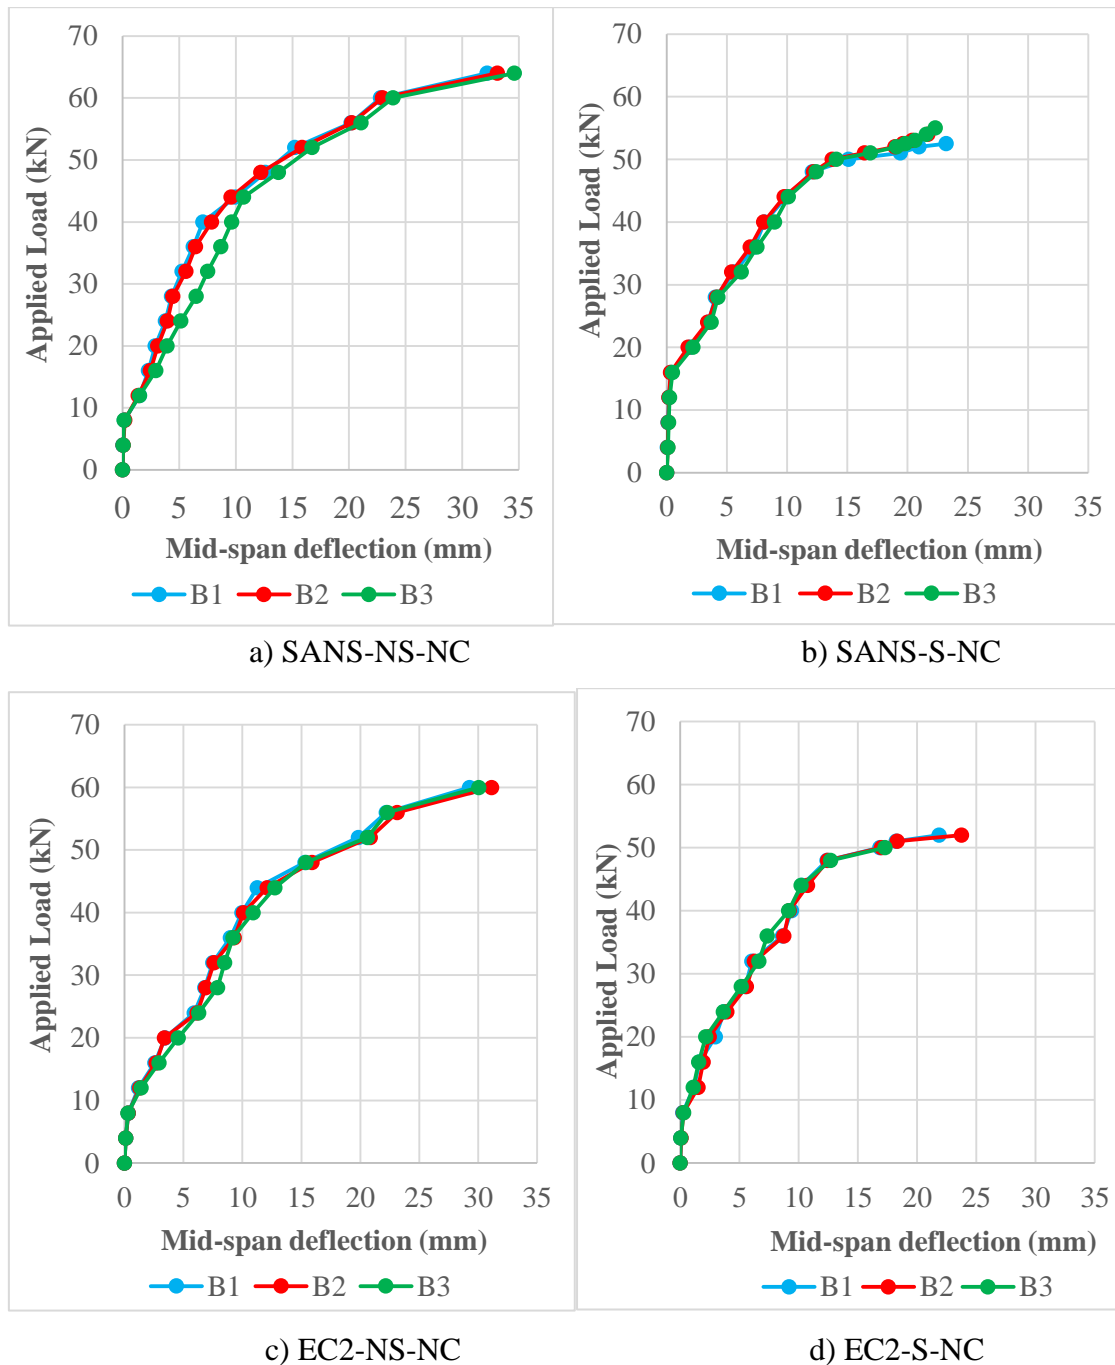 70
60
50
40
30
20
10
0
Applied Load (kN)
0 5 10 15 20 25 30 35
Mid-span deflection (mm)
B1 B2 B3
a) SANS-NS-NC
70
60
50
40
30
20
10
0
Applied Load (kN)
0 5 10 15 20 25 30 35
Mid-span deflection (mm)
B1 B2 B3
b) SANS-S-NC
70
60
50
40
30
20
10
0
Applied Load (kN)
0 5 10 15 20 25 30 35
Mid-span deflection (mm)
B1 B2 B3
c) EC2-NS-NC
70
60
50
40
30
20
10
0
Applied Load (kN)
0 5 10 15 20 25 30 35
Mid-span deflection (mm)
B1 B2 B3
d) EC2-S-NC